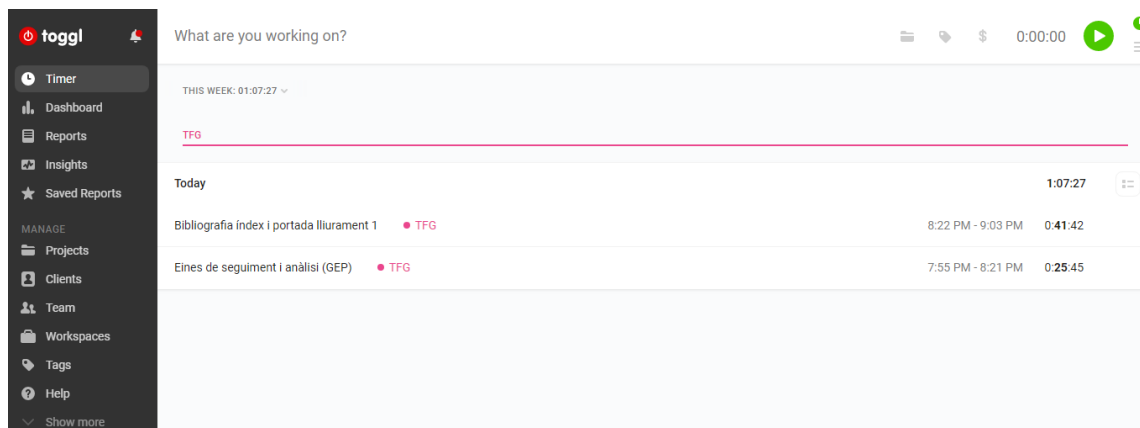 toggl
Timer
Dashboard
Reports
Insights
Saved Reports
MANAGE
Projects
Clients
Team
Workspaces
Tags
Help
Show more
What are you working on?
$ 0:00:00
THIS WEEK: 01:07:27
TFG
Today 1:07:27
Bibliografia índex i portada lliurament 1 TFG 8:22 PM - 9:03 PM 0:41:42
Eines de seguiment i anàlisi (GEP) TFG 7:55 PM - 8:21 PM 0:25:45